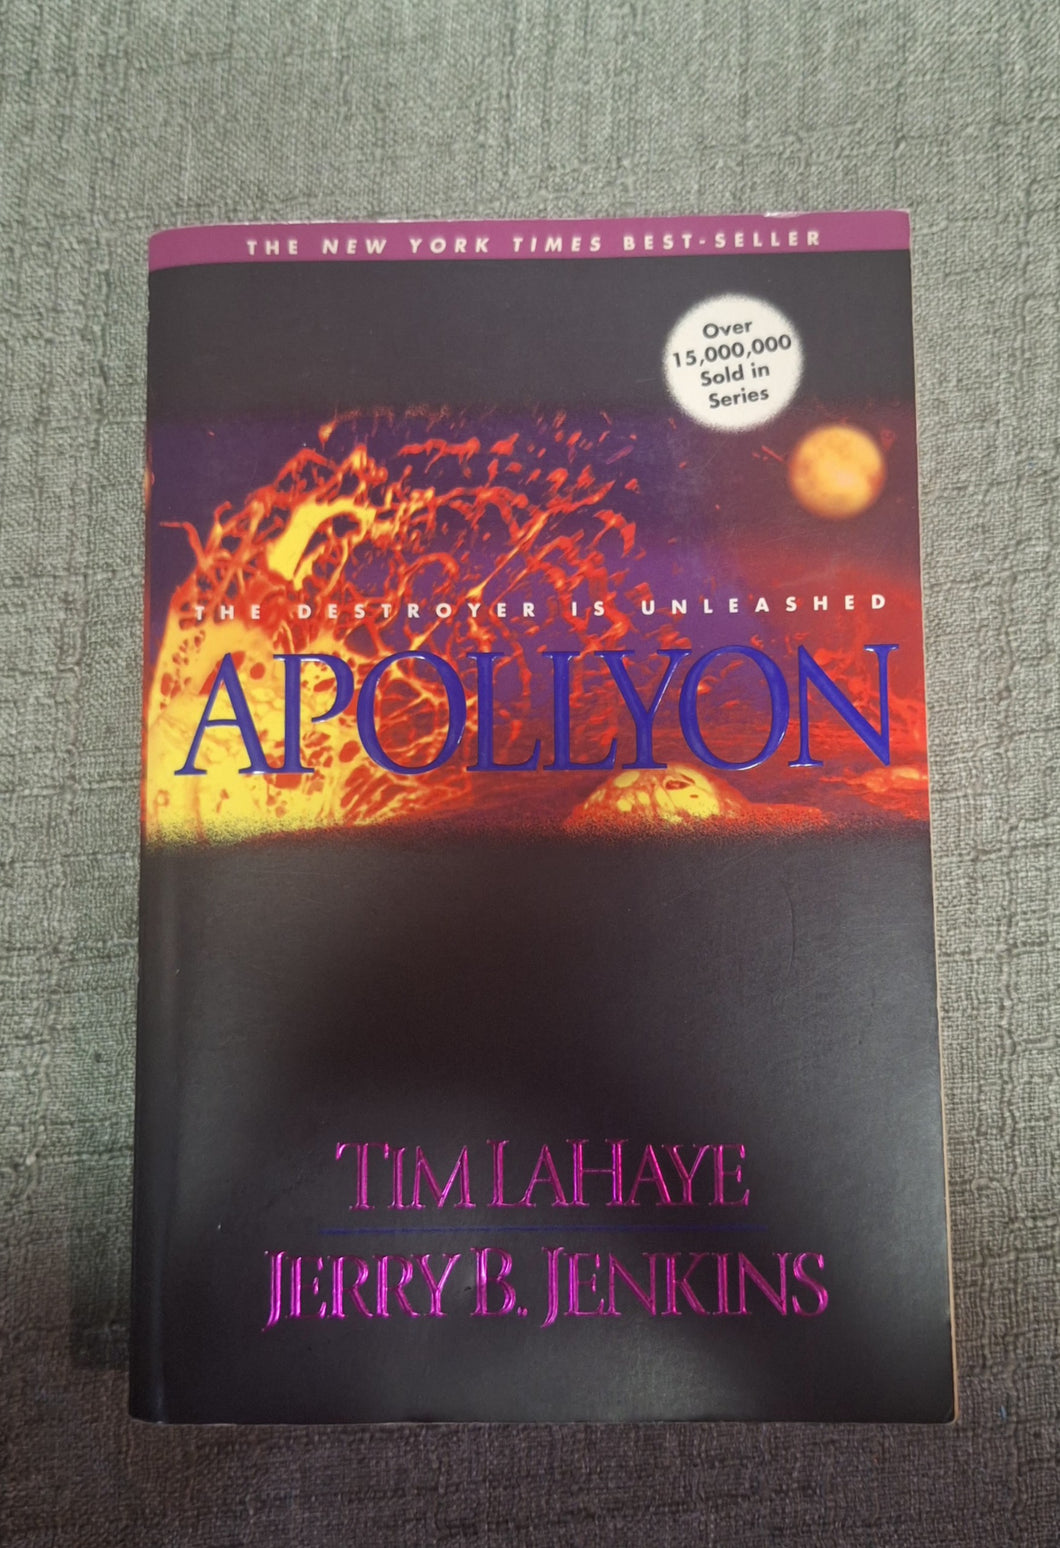 THE NEW YORK TIMES BEST-SELLER
Over
15,000,000
Sold in
Series
THE DESTROYER IS UNLEASHED
APOLLYON
TIM LAHAYE
JERRY B. JENKINS